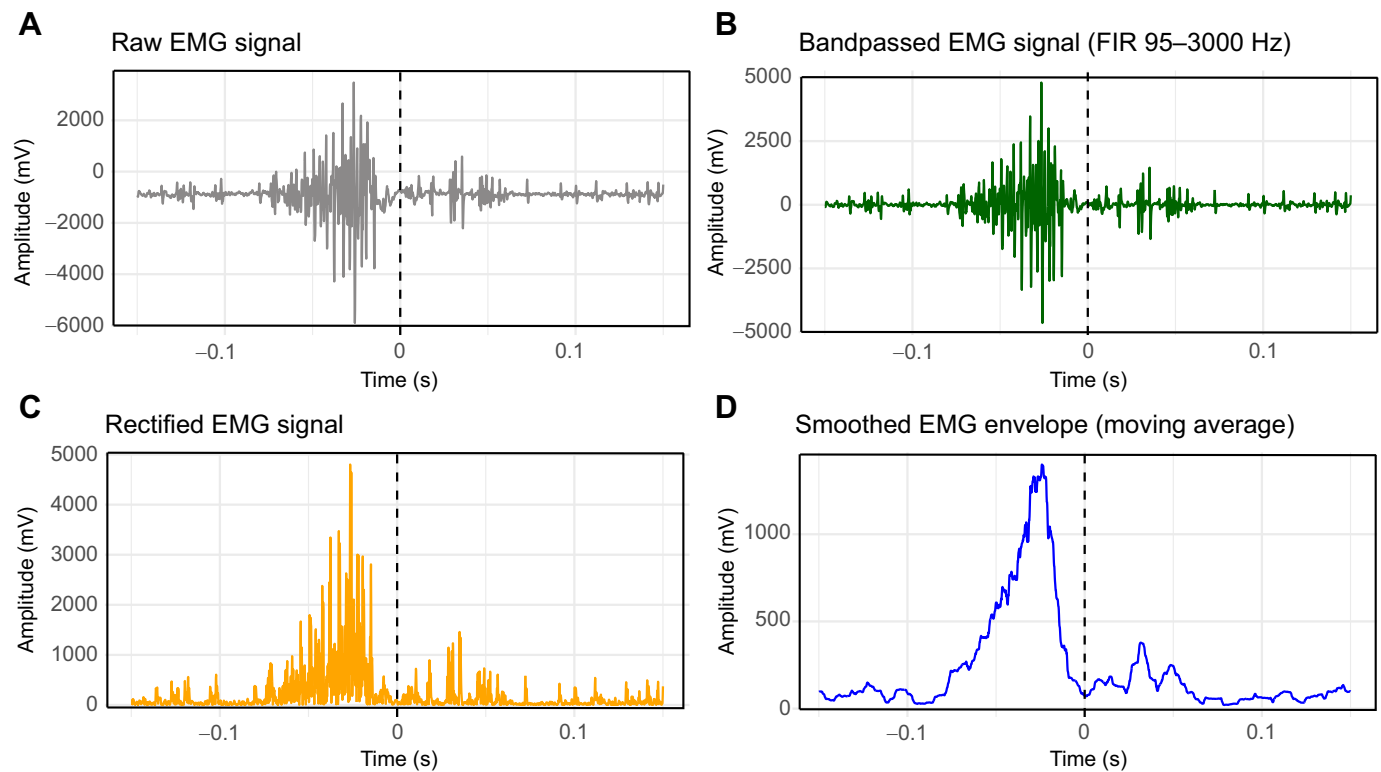 A
Raw EMG signal
Amplitude (mV)
2000
0
−2000
−4000
−6000
−0.1
0
0.1
Time (s)
B
Bandpassed EMG signal (FIR 95–3000 Hz)
Amplitude (mV)
5000
2500
0
−2500
−5000
−0.1
0
0.1
Time (s)
C
Rectified EMG signal
Amplitude (mV)
5000
4000
3000
2000
1000
0
−0.1
0
0.1
Time (s)
D
Smoothed EMG envelope (moving average)
Amplitude (mV)
1000
500
0
−0.1
0
0.1
Time (s)